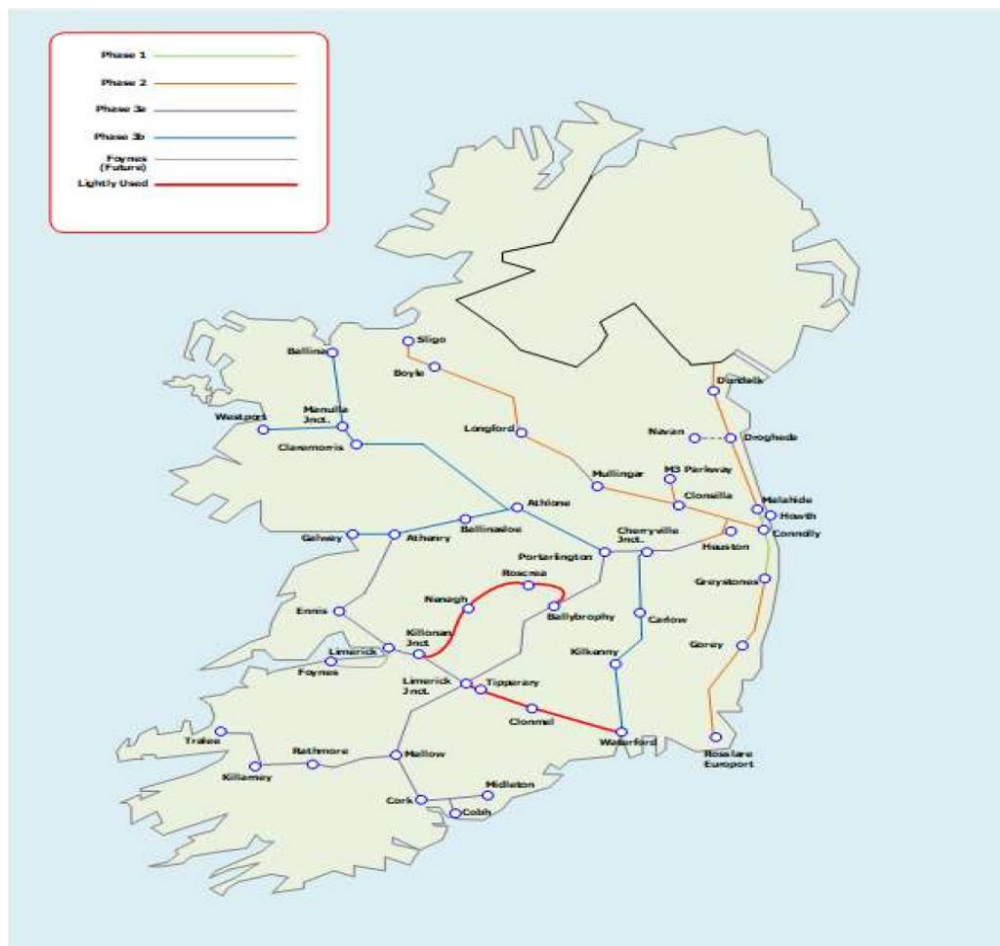 Phase 1
Phase 2
Phase 3a
Phase 3b
Foynes
(Future)
Lightly Used
Sligo
Ballina
Boyle
Dundalk
Manulla
Jnct.
Westport
Longford
Navan
Drogheda
Claremorris
Mullingar
M3 Parkway
Clonsilla
Malahide
Athlone
Howth
Ballinasloe
Cherryville
Jnct.
Connolly
Galway
Athenry
Heuston
Portarlington
Roscrea
Greystones
Nenagh
Ennis
Ballybrophy
Carlow
Killonan
Jnct
Limerick
Gorey
Kilkenny
Foynes
Limerick
Jnct.
Tipperary
Clonmel
Tralee
Rathmore
Mallow
Waterford
Rosslare
Europort
Killarney
Midleton
Cork
Cobh